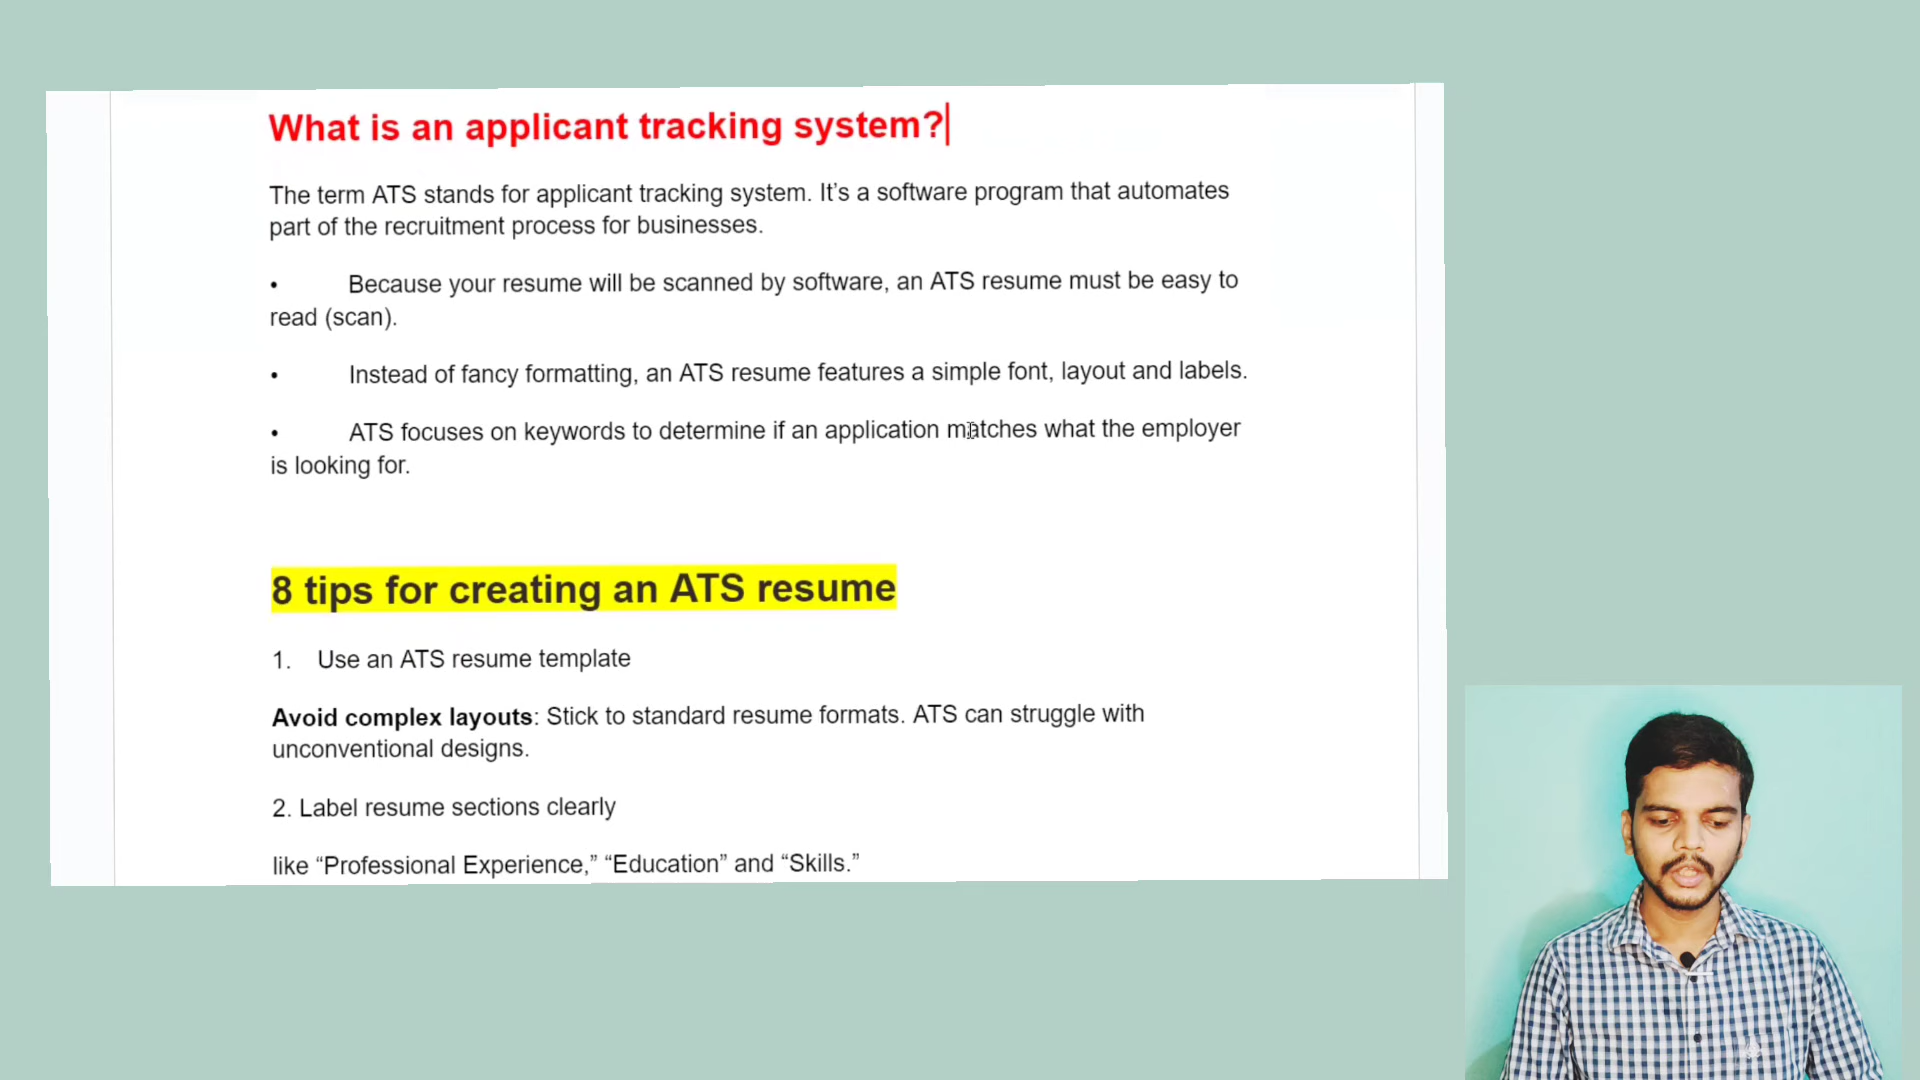 What is an applicant tracking system?
The term ATS stands for applicant tracking system. It’s a software program that automates
part of the recruitment process for businesses.
• Because your resume will be scanned by software, an ATS resume must be easy to
read (scan).
• Instead of fancy formatting, an ATS resume features a simple font, layout and labels.
• ATS focuses on keywords to determine if an application matches what the employer
is looking for.
8 tips for creating an ATS resume
1. Use an ATS resume template
Avoid complex layouts: Stick to standard resume formats. ATS can struggle with
unconventional designs.
2. Label resume sections clearly
like “Professional Experience,” “Education” and “Skills.”